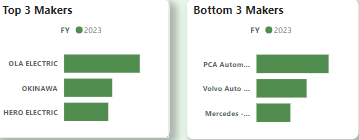 Top 3 Makers
FY 2023
OLA ELECTRIC
OKINAWA
HERO ELECTRIC
Bottom 3 Makers
FY 2023
PCA Autom...
Volvo Auto ...
Mercedes -...